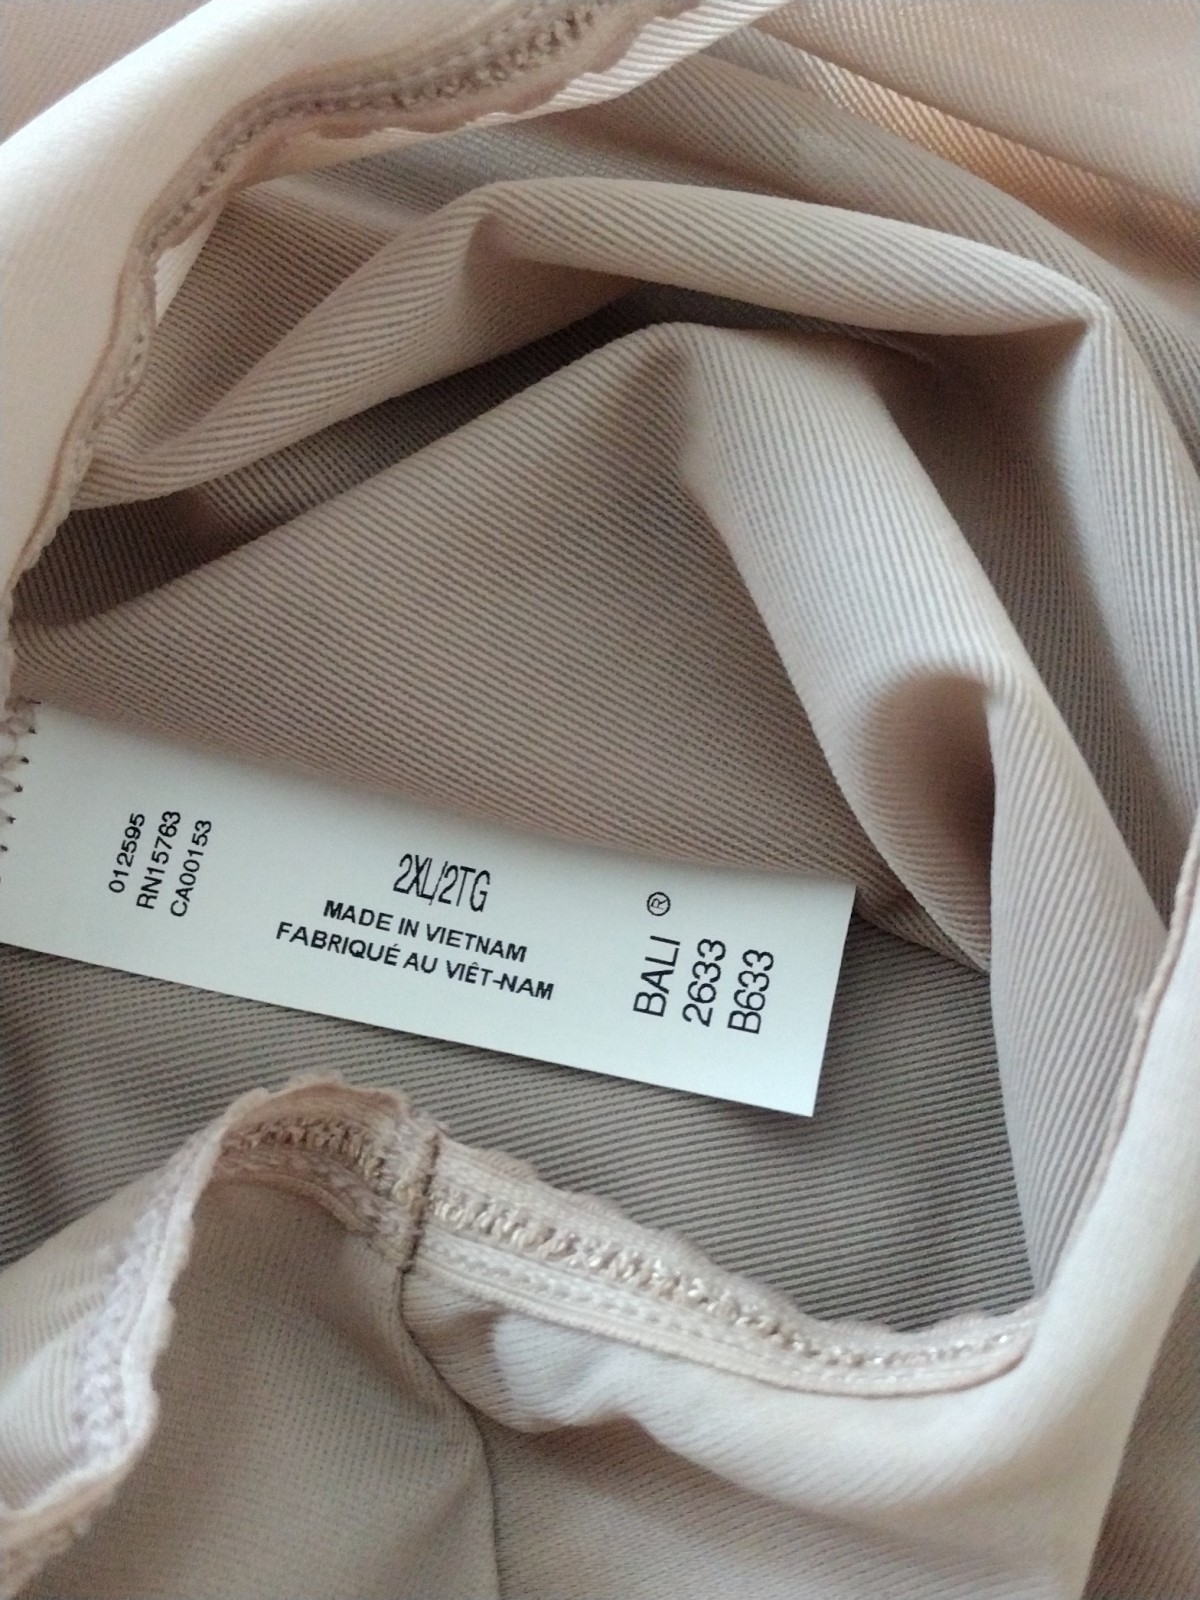 012595
RN15763
CA00153
2XL/2TG
MADE IN VIETNAM
FABRIQUÉ AU VIÊT-NAM
BALI ®
2633
B633